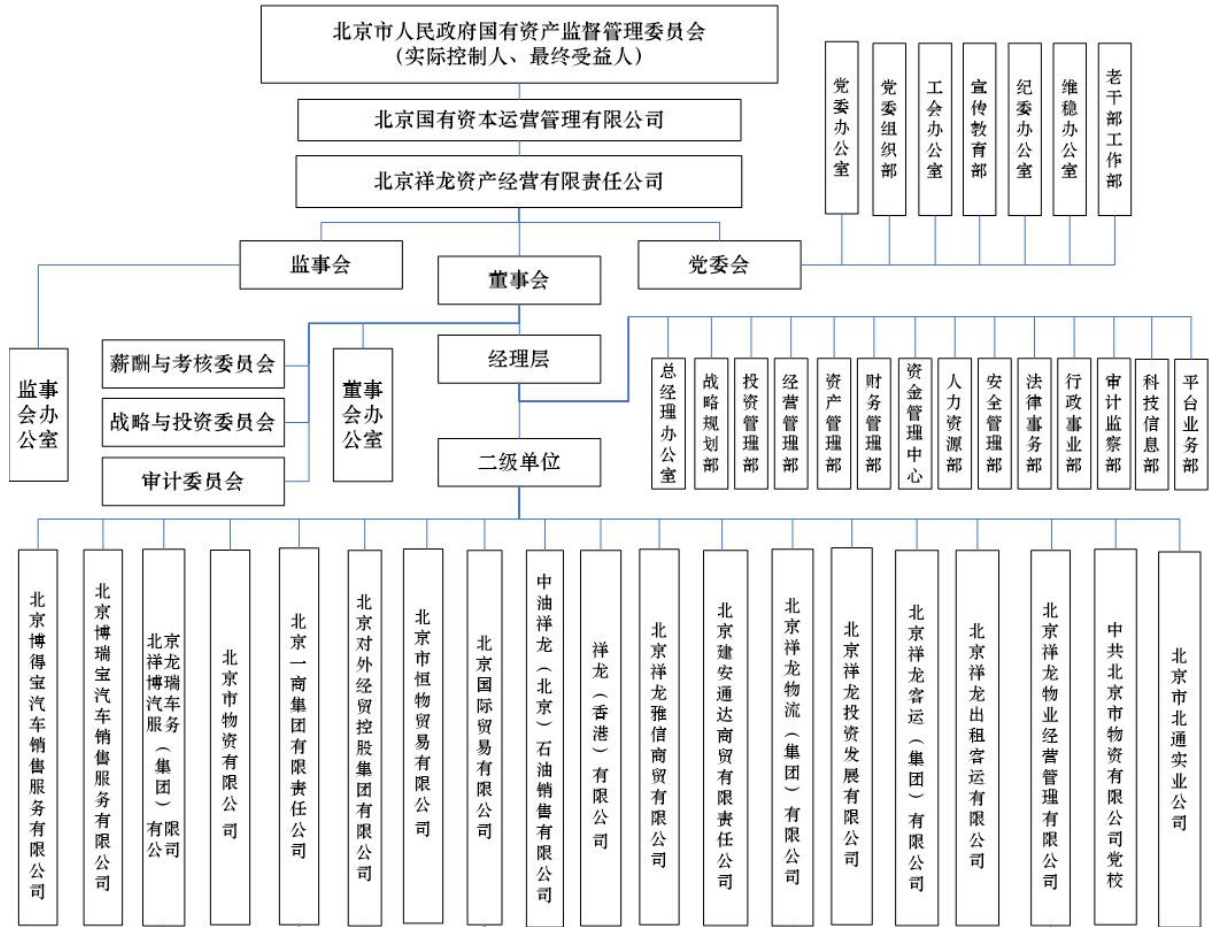 北京市人民政府国有资产监督管理委员会
(实际控制人、最终受益人)
北京国有资本运营管理有限公司
北京祥龙资产经营有限责任公司
党委办公室
党委组织部
工会办公室
宣传教育部
纪委办公室
维稳办公室
老干部工作部
监事会
董事会
党委会
监事会办公室
薪酬与考核委员会
战略与投资委员会
审计委员会
董事会办公室
经理层
二级单位
总经理办公室
战略规划部
投资管理部
经营管理部
资产管理部
财务管理部
资金管理中心
人力资源部
安全管理部
法律事务部
行政事业部
审计监察部
科技信息部
平台业务部
北京博得宝汽车销售服务有限公司
北京博瑞宝汽车销售服务有限公司
北京祥龙博瑞汽车服务（集团）有限公司
北京市物资有限公司
北京一商集团有限责任公司
北京对外经贸控股集团有限公司
北京市恒物贸易有限公司
北京国际贸易有限公司
中油祥龙（北京）石油销售有限公司
祥龙（香港）有限公司
北京祥龙雅信商贸有限公司
北京建安通达商贸有限责任公司
北京祥龙物流（集团）有限公司
北京祥龙投资发展有限公司
北京祥龙客运（集团）有限公司
北京祥龙出租客运有限公司
北京祥龙物业经营管理有限公司
中共北京市物资有限公司党校
北京市北通实业公司